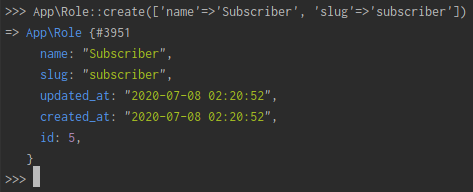 >>> App\Role::create(['name'=>'Subscriber', 'slug'=>'subscriber'])
=> App\Role {#3951
name: "Subscriber",
slug: "subscriber",
updated_at: "2020-07-08 02:20:52",
created_at: "2020-07-08 02:20:52",
id: 5,
}
>>>